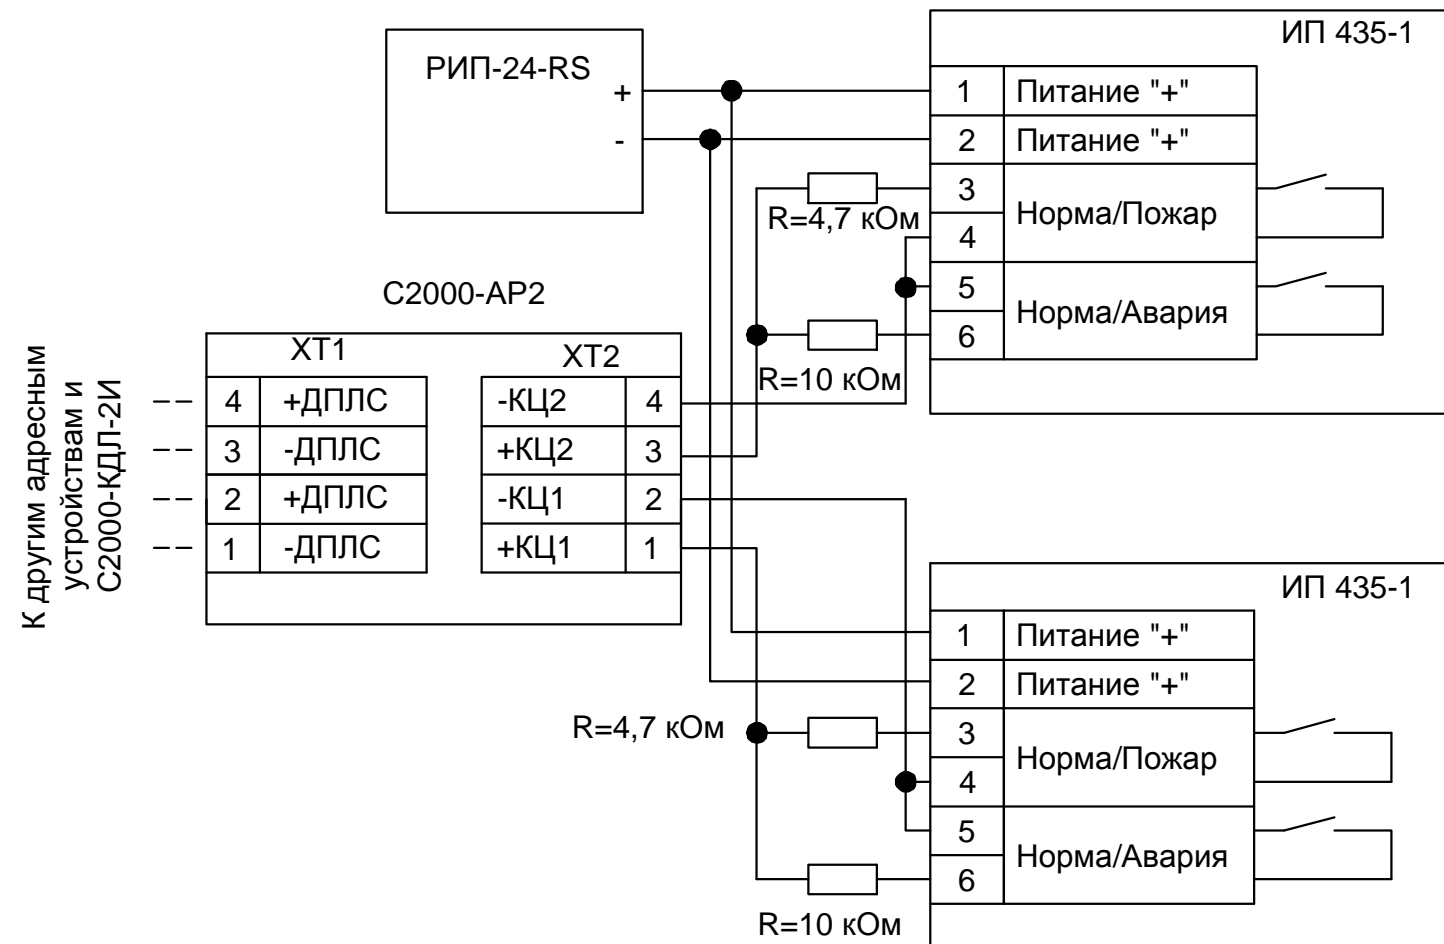 РИП-24-RS
+
-
ИП 435-1
1 Питание "+"
2 Питание "+"
3
Норма/Пожар
4
5
Норма/Авария
6
R=4,7 кОм
R=10 кОм
С2000-АР2
ХТ1
ХТ2
4 +ДПЛС
3 -ДПЛС
2 +ДПЛС
1 -ДПЛС
-КЦ2 4
+КЦ2 3
-КЦ1 2
+КЦ1 1
К другим адресным
устройствам и
С2000-КДЛ-2И
ИП 435-1
1 Питание "+"
2 Питание "+"
3
Норма/Пожар
4
5
Норма/Авария
6
R=4,7 кОм
R=10 кОм